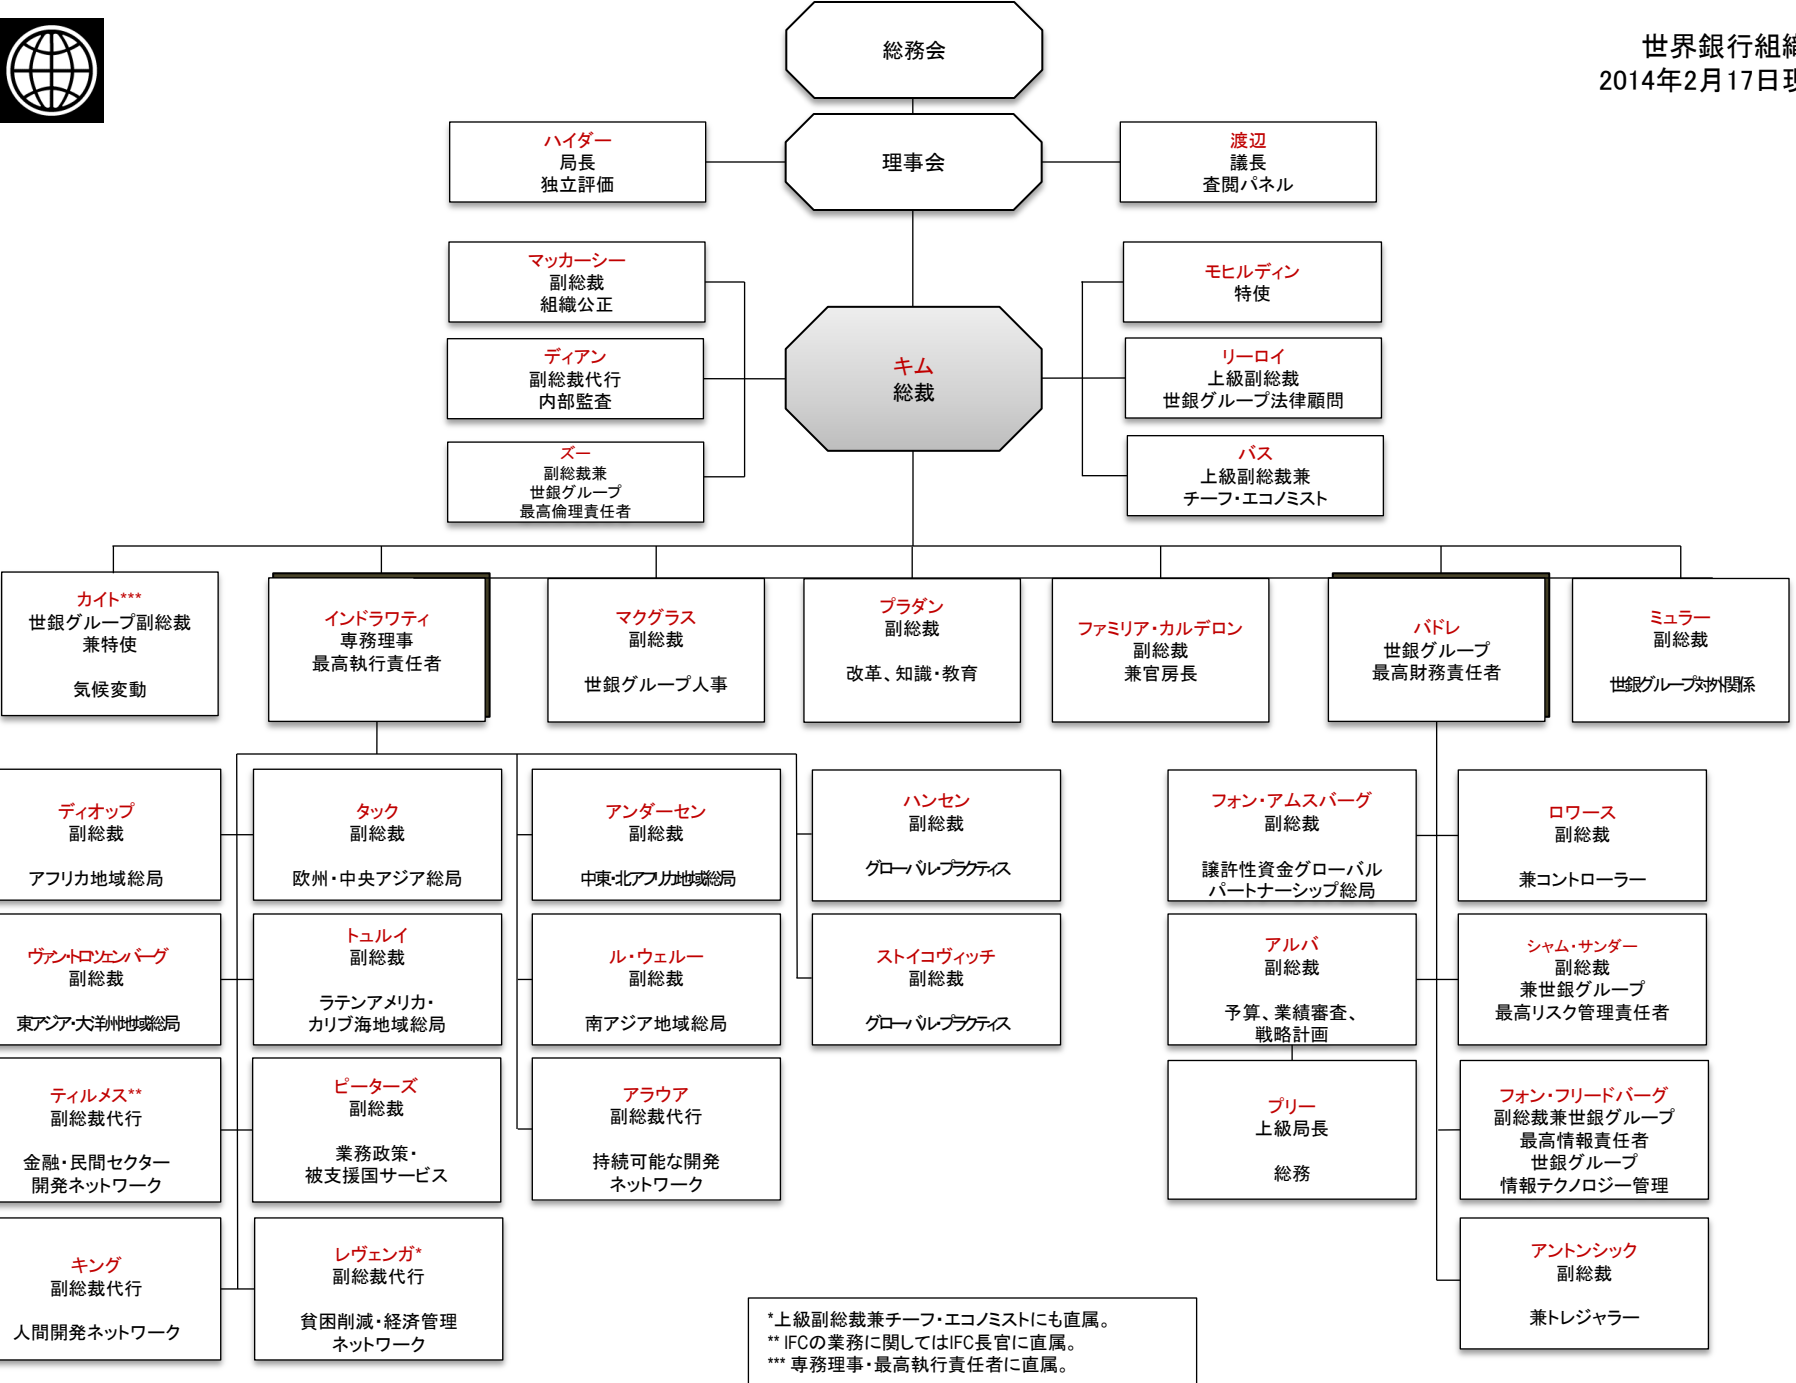 総務会
世界銀行組織
2014年2月17日現
ハイダー
局長
独立評価
理事会
渡辺
議長
査閲パネル
マッカーシー
副総裁
組織公正
モヒルディン
特使
ディアン
副総裁代行
内部監査
キム
総裁
リーロイ
上級副総裁
世銀グループ法律顧問
ズー
副総裁兼
世銀グループ
最高倫理責任者
バス
上級副総裁兼
チーフ・エコノミスト
カイト***
世銀グループ副総裁
兼特使
気候変動
インドラワティ
専務理事
最高執行責任者
マクグラス
副総裁
世銀グループ人事
プラダン
副総裁
改革、知識・教育
ファミリア・カルデロン
副総裁
兼官房長
バドレ
世銀グループ
最高財務責任者
ミュラー
副総裁
世銀グループ対外関係
ディオップ
副総裁
アフリカ地域総局
タック
副総裁
欧州・中央アジア総局
アンダーセン
副総裁
中東・北アフリカ地域総局
ハンセン
副総裁
グローバル・プラクティス
フォン・アムスバーグ
副総裁
譲許性資金グローバル
パートナーシップ総局
ロワース
副総裁
兼コントローラー
ヴァン・トロツェンバーグ
副総裁
東アジア・大洋州地域総局
トュルイ
副総裁
ラテンアメリカ・
カリブ海地域総局
ル・ウェルー
副総裁
南アジア地域総局
ストイコヴィッチ
副総裁
グローバル・プラクティス
アルバ
副総裁
予算、業績審査、
戦略計画
シャム・サンダー
副総裁
兼世銀グループ
最高リスク管理責任者
ティルメス**
副総裁代行
金融・民間セクター
開発ネットワーク
ピーターズ
副総裁
業務政策・
被支援国サービス
アラウア
副総裁代行
持続可能な開発
ネットワーク
プリー
上級局長
総務
フォン・フリードバーグ
副総裁兼世銀グループ
最高情報責任者
世銀グループ
情報テクノロジー管理
キング
副総裁代行
人間開発ネットワーク
レヴェンガ*
副総裁代行
貧困削減・経済管理
ネットワーク
アントンシック
副総裁
兼トレジャラー
*上級副総裁兼チーフ・エコノミストにも直属。
** IFCの業務に関してはIFC長官に直属。
*** 専務理事・最高執行責任者に直属。